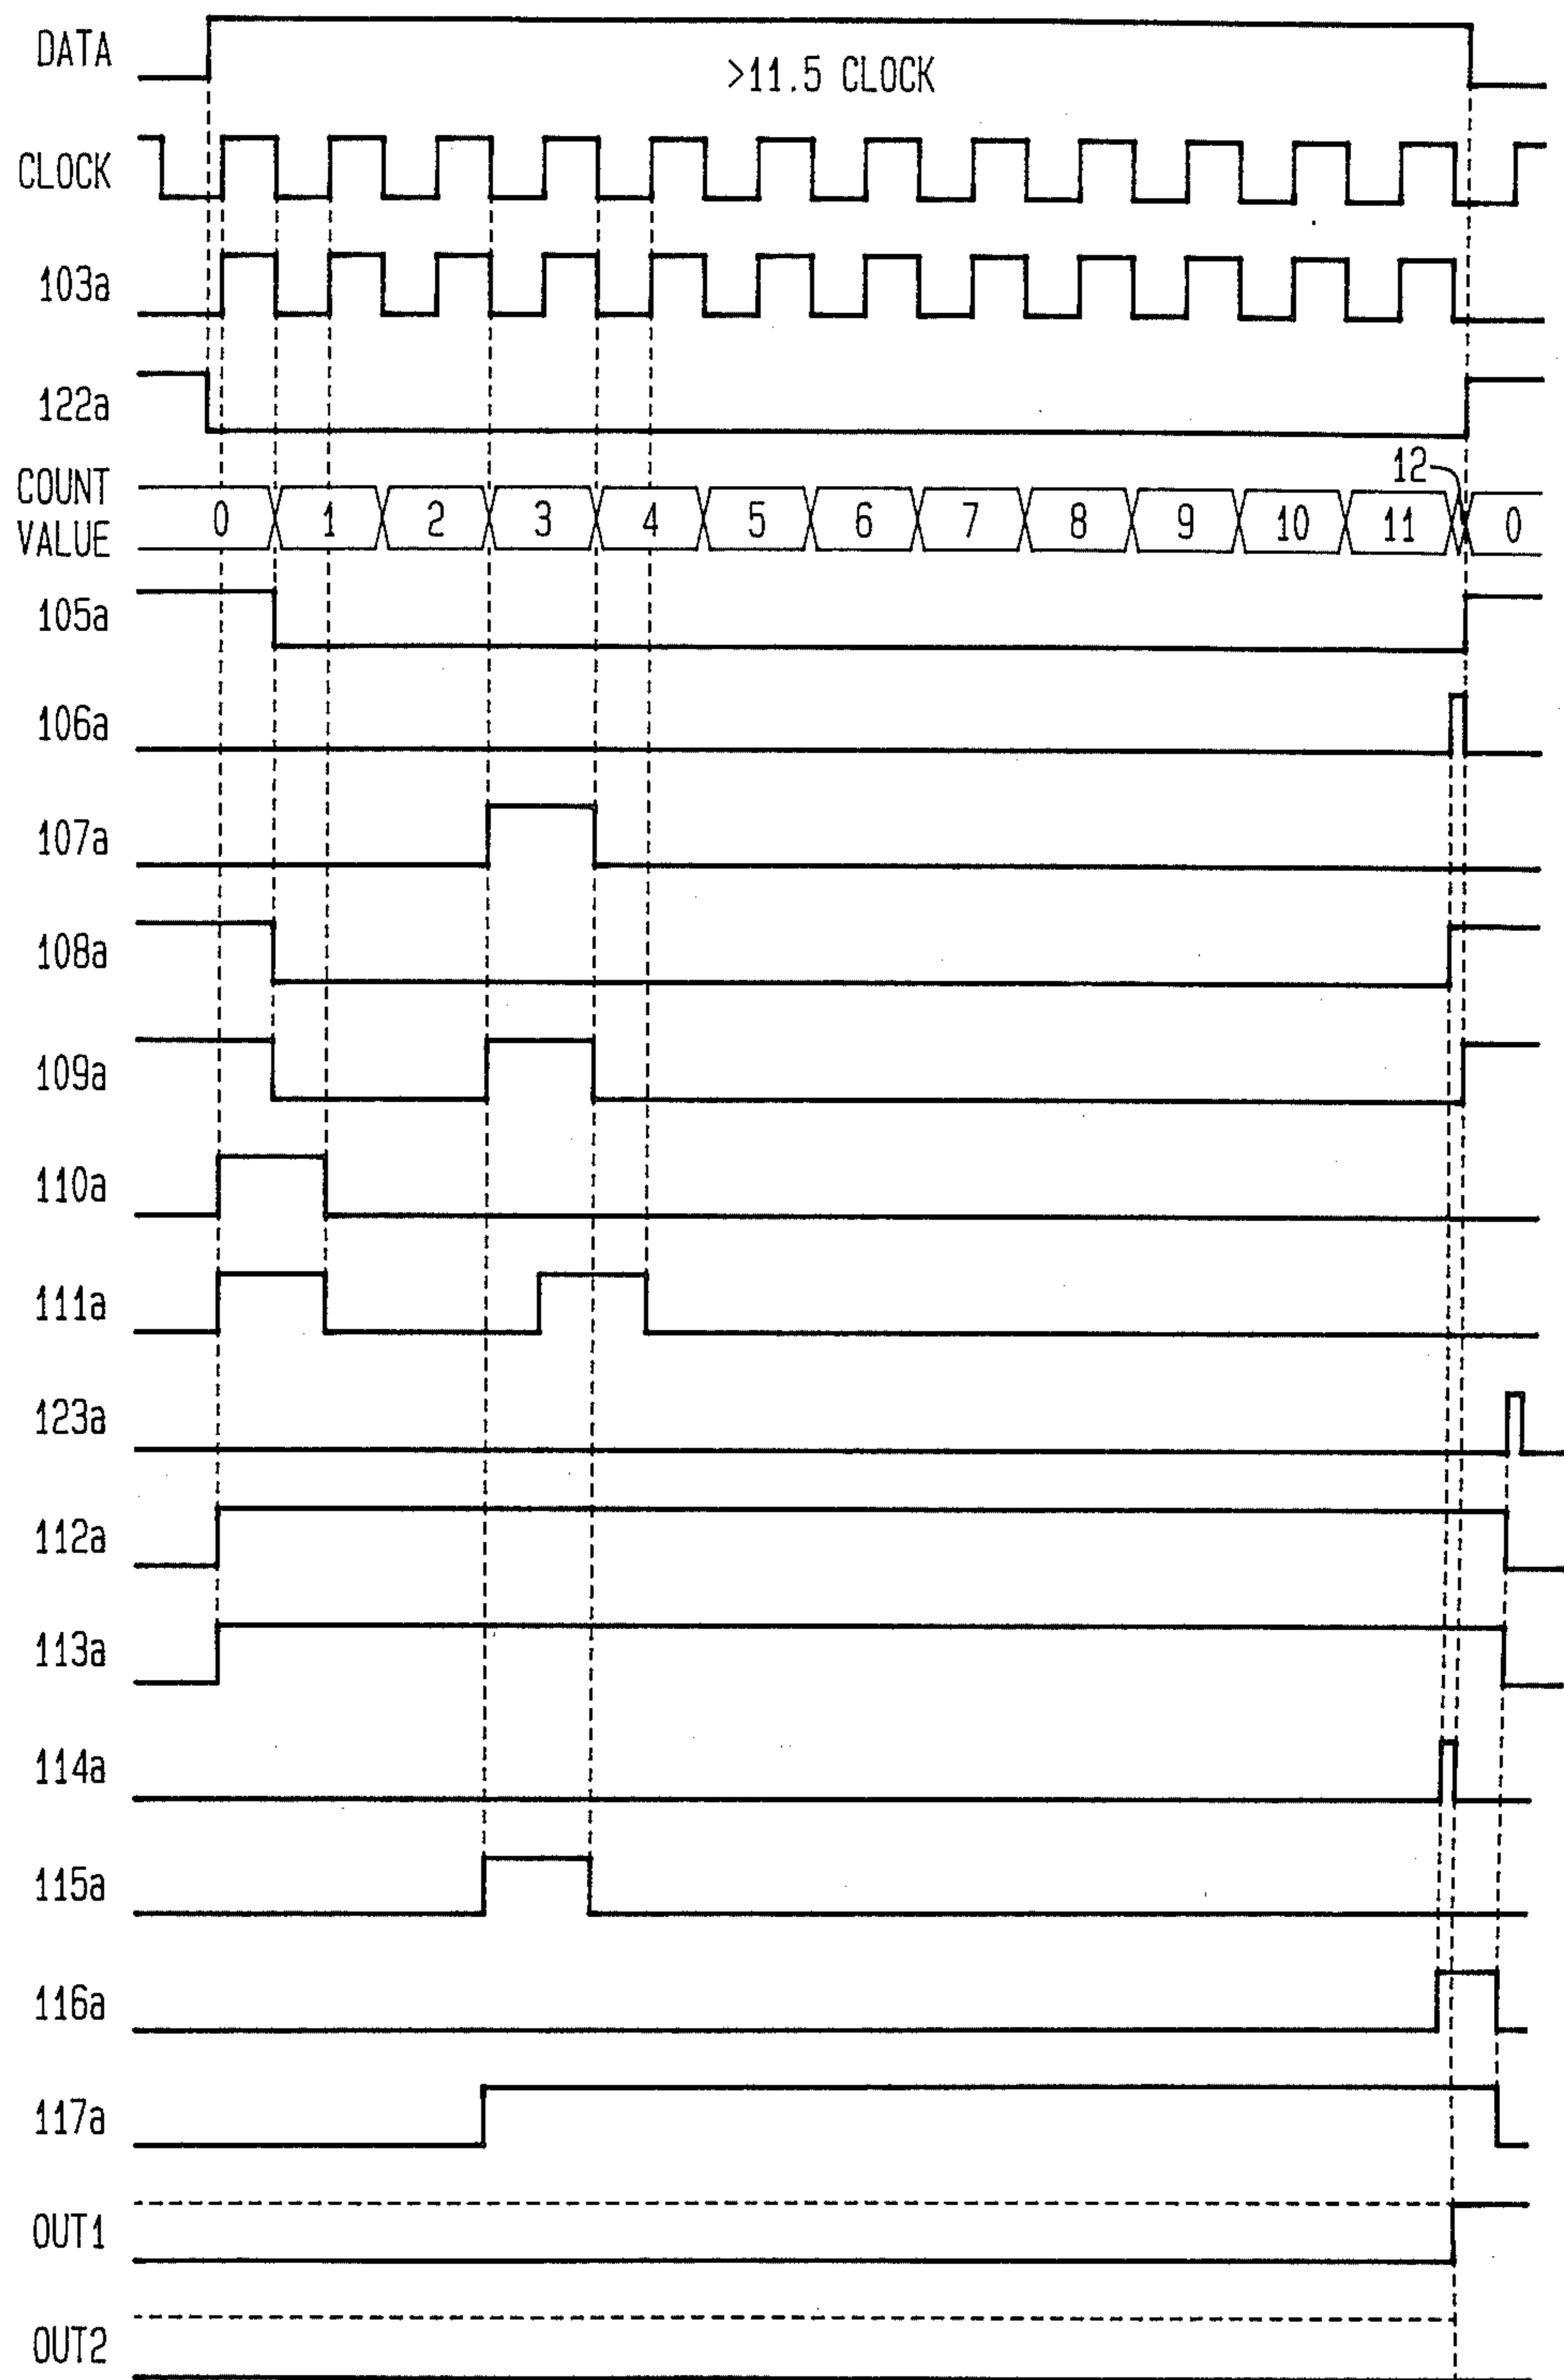 DATA
>11.5 CLOCK
CLOCK
103a
122a
12
COUNT VALUE
0 1 2 3 4 5 6 7 8 9 10 11 0
105a
106a
107a
108a
109a
110a
111a
123a
112a
113a
114a
115a
116a
117a
OUT1
OUT2